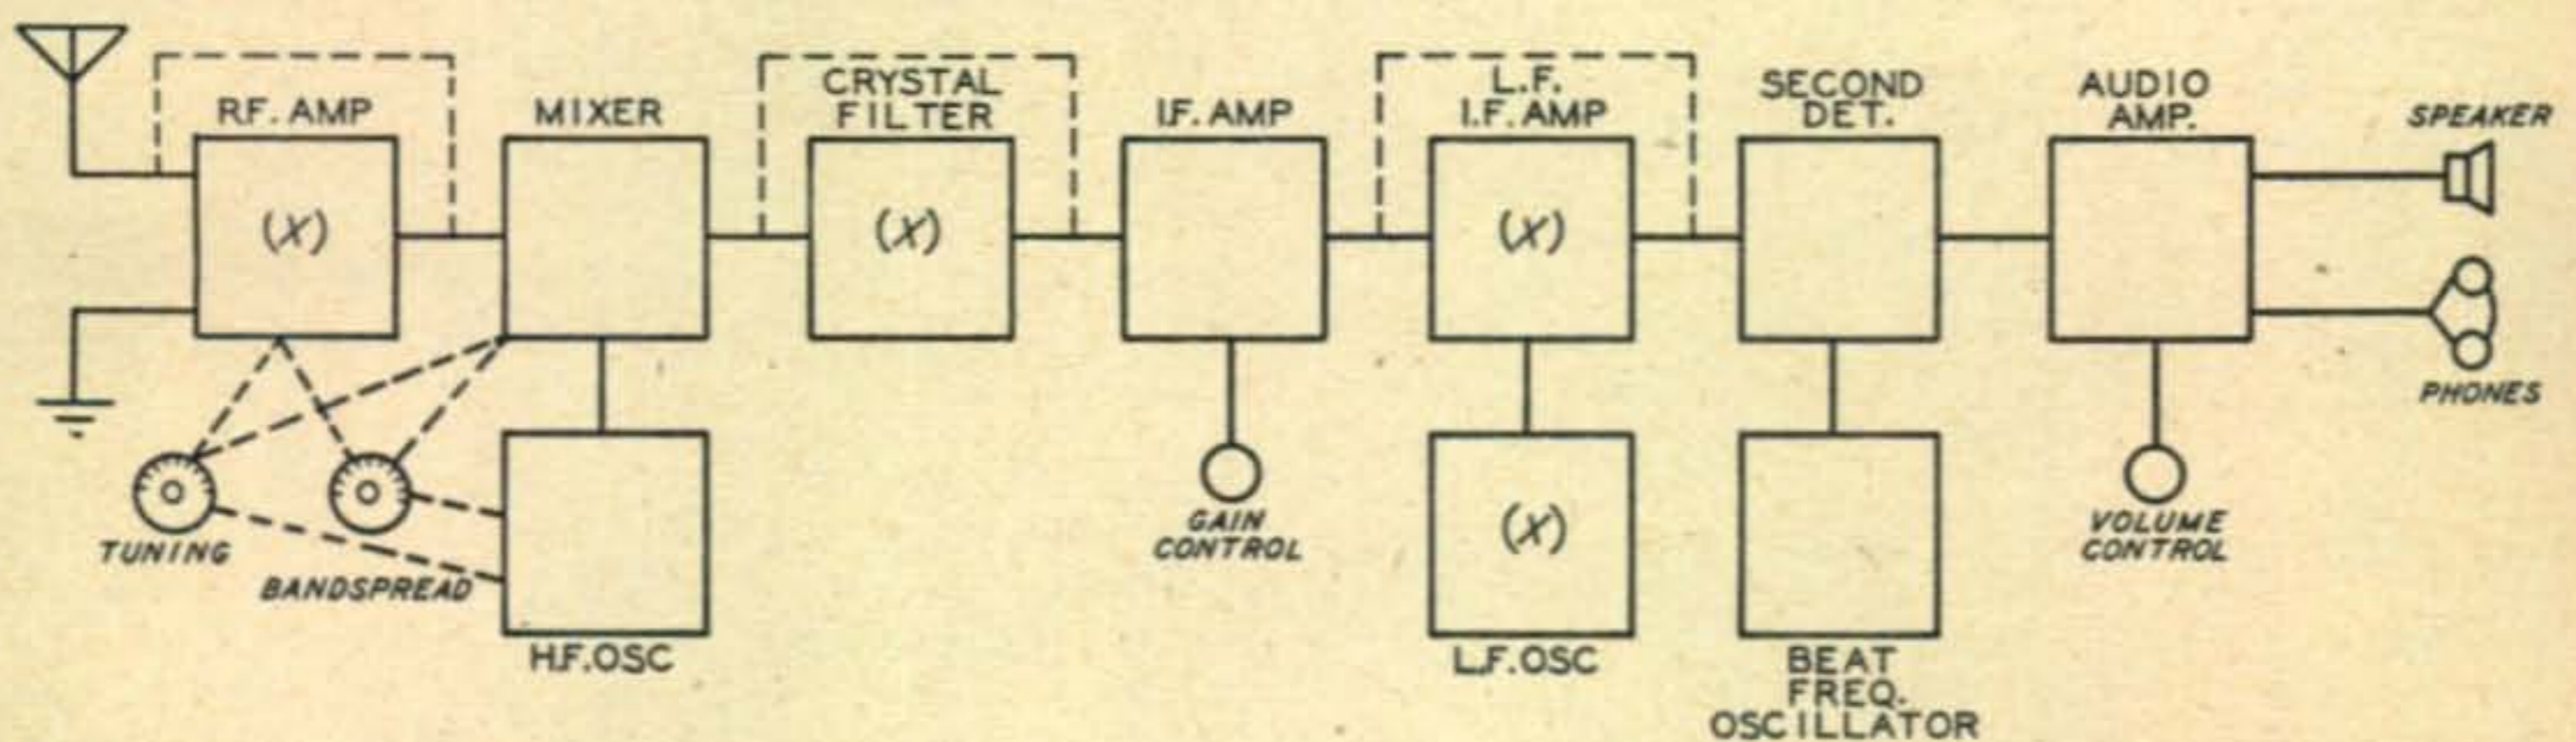 R.F. AMP
(X)
MIXER
CRYSTAL
FILTER
(X)
I.F. AMP
L.F.
I.F. AMP
(X)
SECOND
DET.
AUDIO
AMP.
SPEAKER
PHONES
TUNING
BANDSPREAD
H.F. OSC
GAIN
CONTROL
(X)
L.F. OSC
BEAT
FREQ.
OSCILLATOR
VOLUME
CONTROL